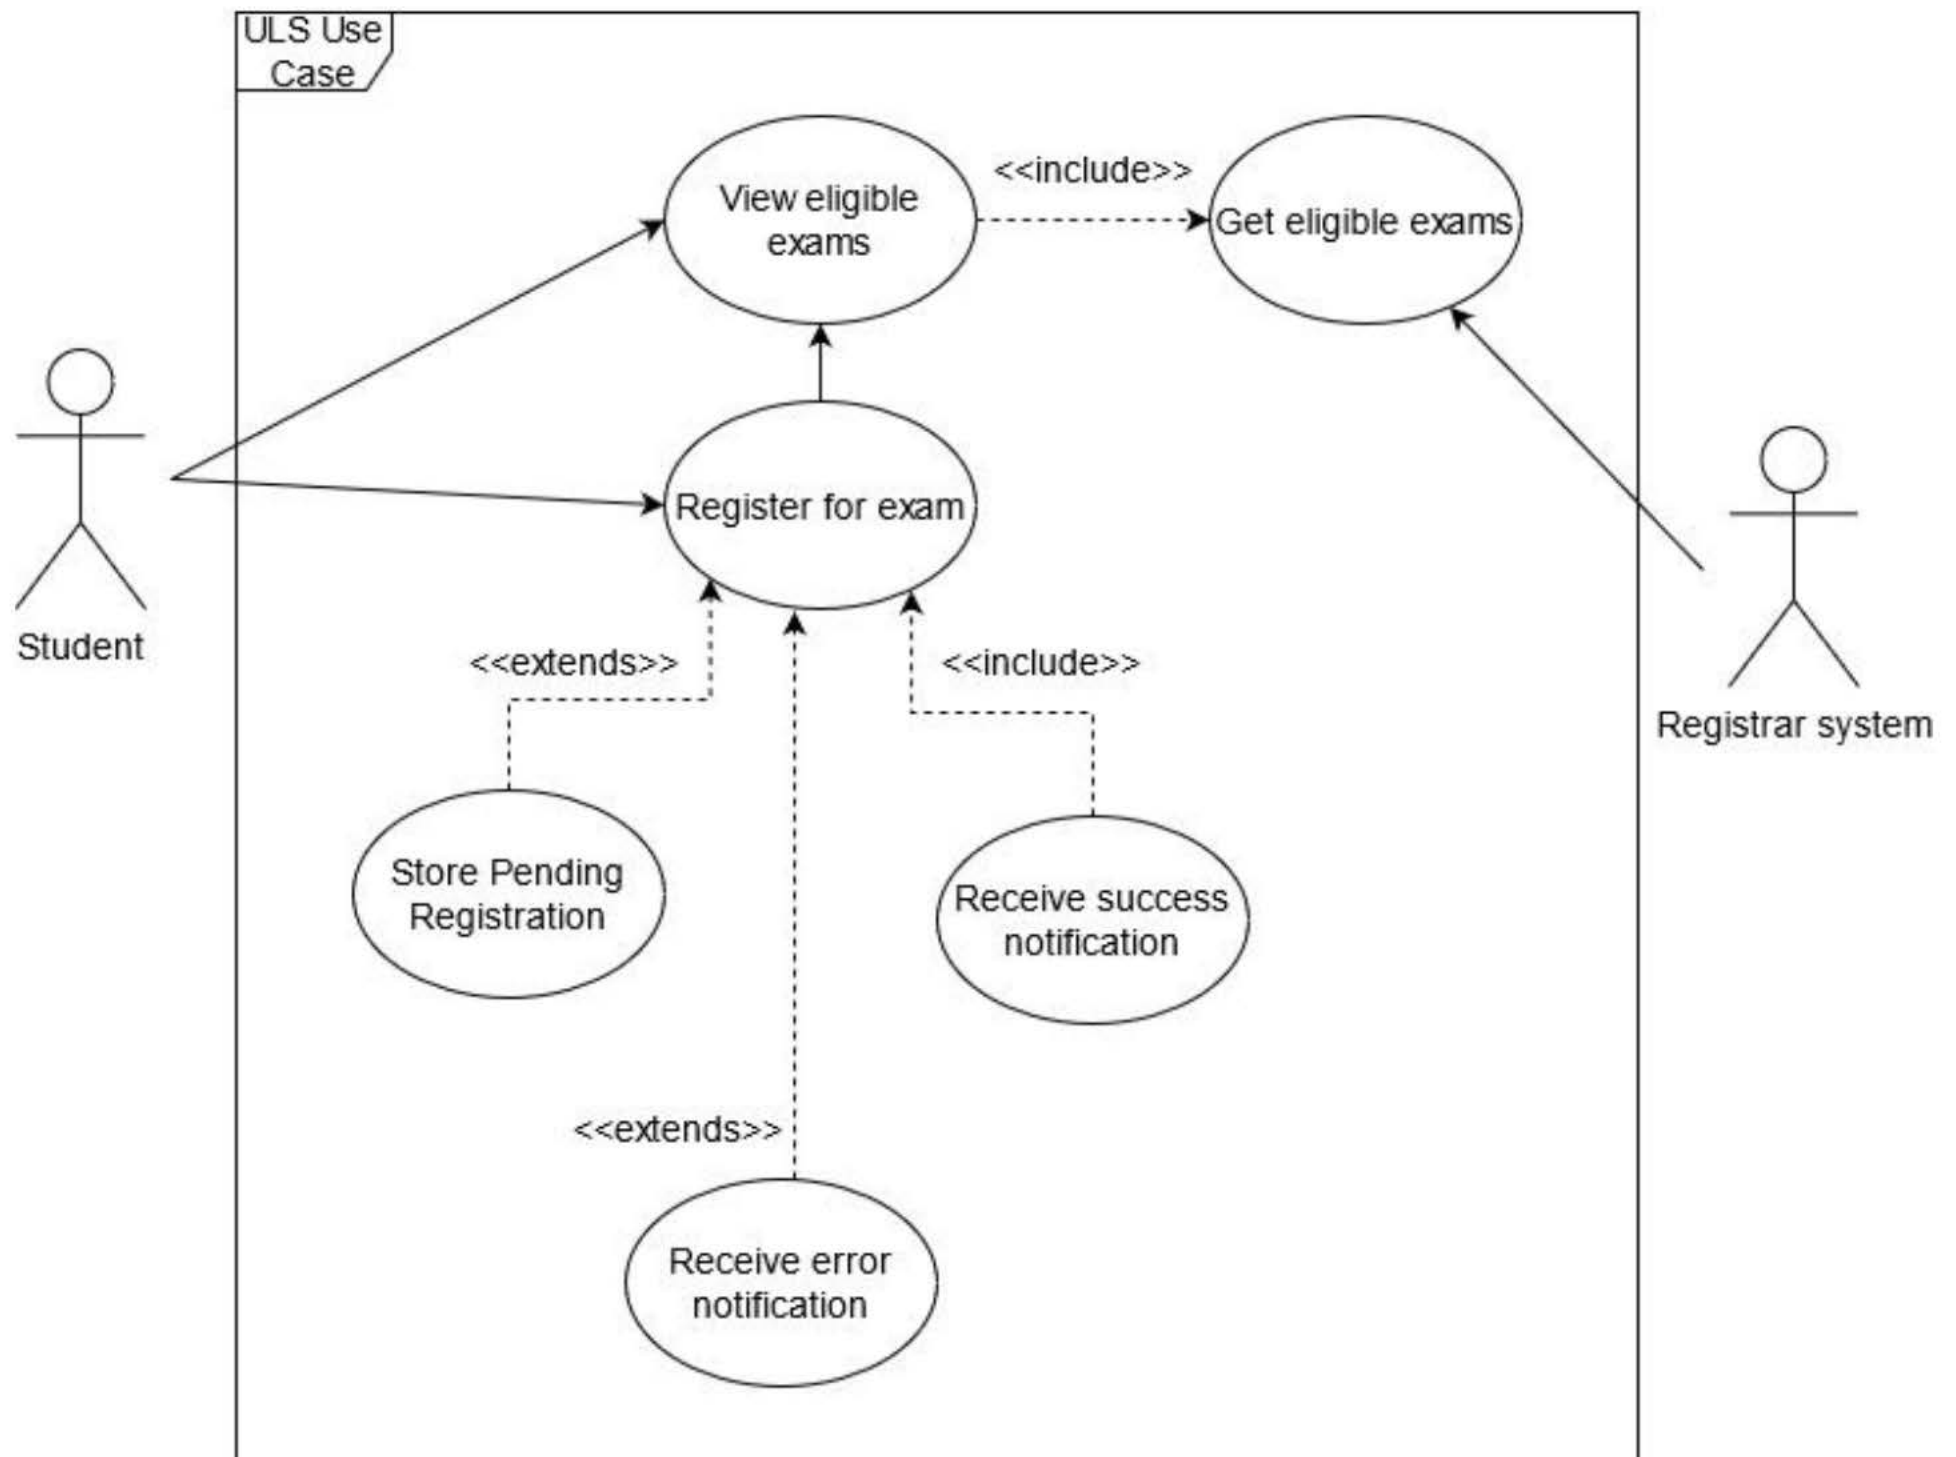 ULS Use
Case
View eligible
exams
<<include>>
Get eligible exams
Register for exam
Student
<<extends>>
<<include>>
Registrar system
Store Pending
Registration
Receive success
notification
<<extends>>
Receive error
notification